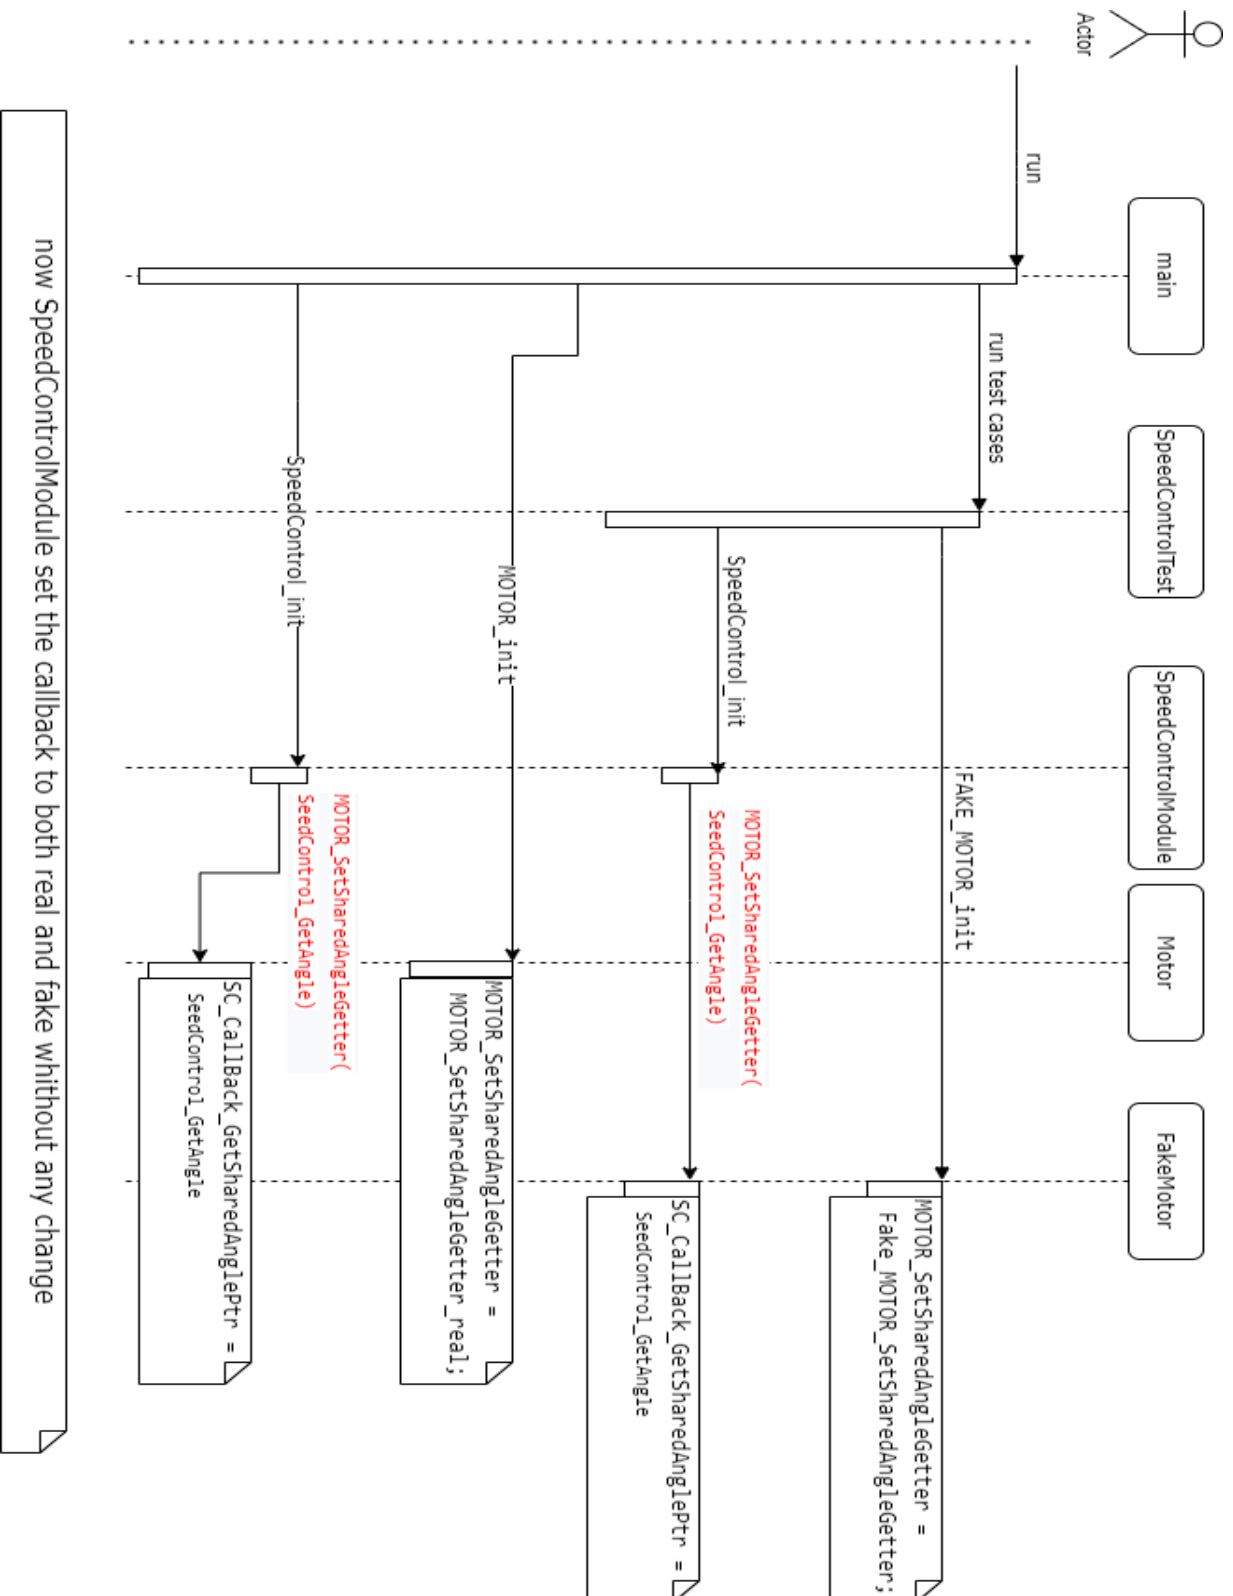 Actor
main
SpeedControlTest
SpeedControlModule
Motor
FakeMotor
run
run test cases
FAKE_MOTOR_init
MOTOR_SetSharedAngleGetter =
Fake_MOTOR_SetSharedAngleGetter;
SpeedControl_init
MOTOR_SetSharedAngleGetter(
SeedControl_GetAngle)
SC_CallBack_GetSharedAnglePtr =
SeedControl_GetAngle
MOTOR_init
MOTOR_SetSharedAngleGetter =
MOTOR_SetSharedAngleGetter_real;
SpeedControl_init
MOTOR_SetSharedAngleGetter(
SeedControl_GetAngle)
SC_CallBack_GetSharedAnglePtr =
SeedControl_GetAngle
now SpeedControlModule set the callback to both real and fake whithout any change